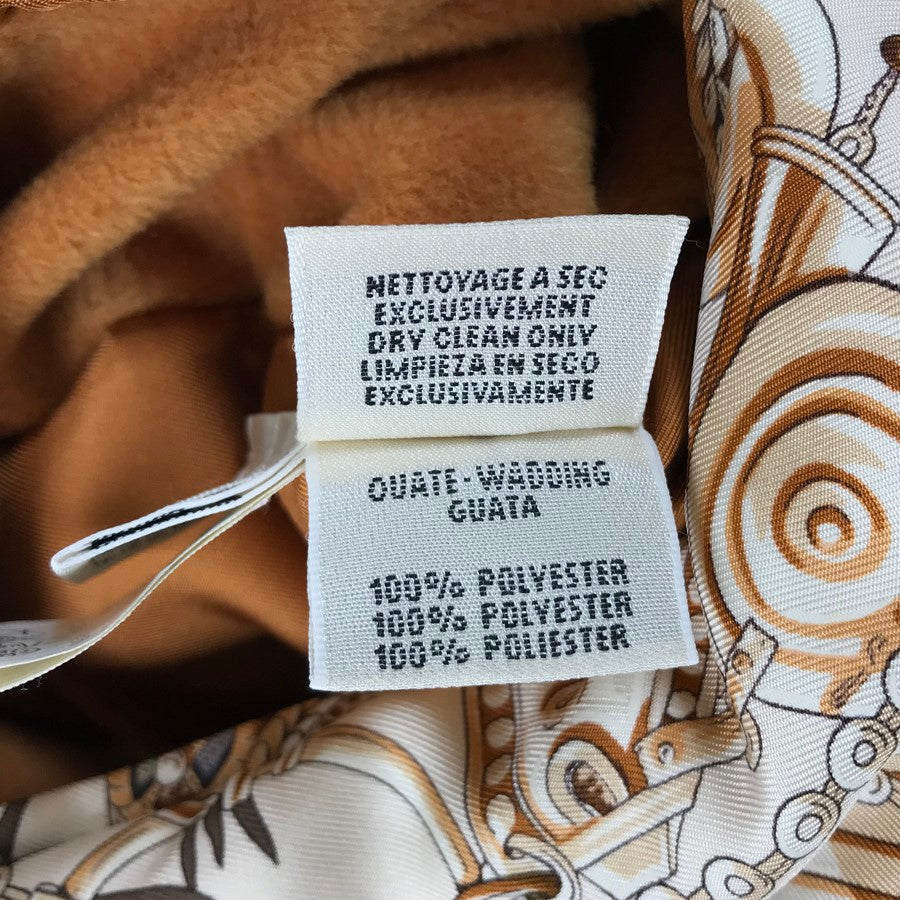 NETTOYAGE A SEC
EXCLUSIVEMENT
DRY CLEAN ONLY
LIMPIEZA EN SECO
EXCLUSIVAMENTE
OUATE - WADDING
GUATA
100% POLYESTER
100% POLYESTER
100% POLIESTER